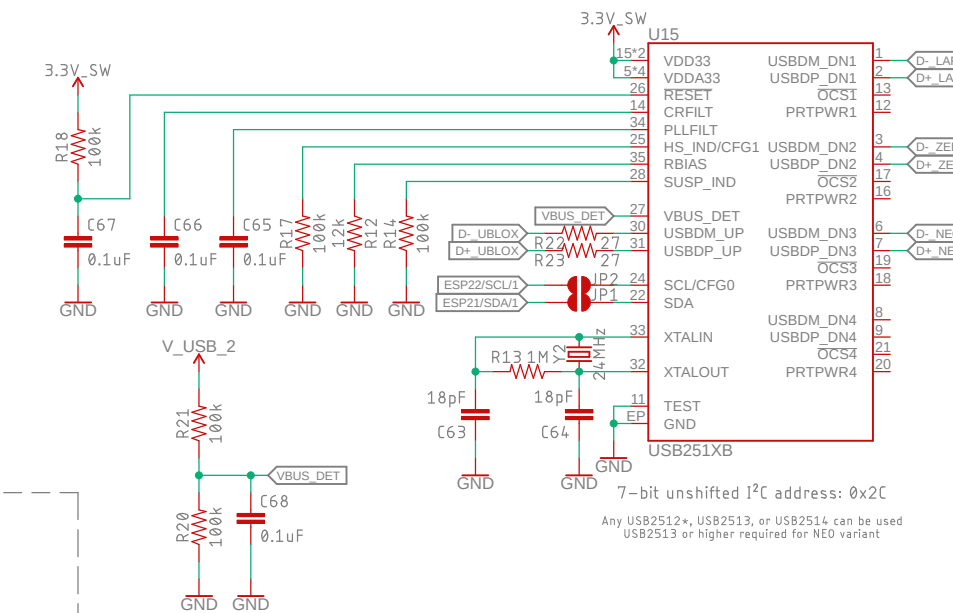 3.3V_SW
U15
15*2 VDD33 USBDM_DN1 1 D-_LA
5*4 VDDA33 USBDP_DN1 2 D+_LA
3.3V_SW
26 RESET OCS1 13
14 CRFILT PRTPWR1 12
34 PLLFILT
R18 100k
25 HS_IND/CFG1 USBDM_DN2 3 D-_ZE
35 RBIAS USBDP_DN2 4 D+_ZE
28 SUSP_IND OCS2 17
PRTPWR2 16
VBUS_DET 27 VBUS_DET
C67 C66 C65 R17 100k 12k R12 R14 100k
D-_UBLOX R22 27 30 USBDM_UP USBDM_DN3 6 D-_NE
D+_UBLOX R23 27 31 USBDP_UP USBDP_DN3 7 D+_NE
0.1uF 0.1uF 0.1uF
OCS3 19
ESP22/SCL/1 JP2 24 SCL/CFG0 PRTPWR3 18
ESP21/SDA/1 JP1 22 SDA
GND GND GND GND GND GND
USBDM_DN4 8
33 XTALIN USBDP_DN4 9
V_USB_2
OCS4 21
R13 1M Y2 24MHz
32 XTALOUT PRTPWR4 20
18pF 18pF
11 TEST
EP GND
C63 C64
R21 100k
USB251XB
GND GND GND
VBUS_DET
7-bit unshifted I²C address: 0x2C
C68
R20 100k
0.1uF
Any USB2512*, USB2513, or USB2514 can be used
USB2513 or higher required for NEO variant
GND GND